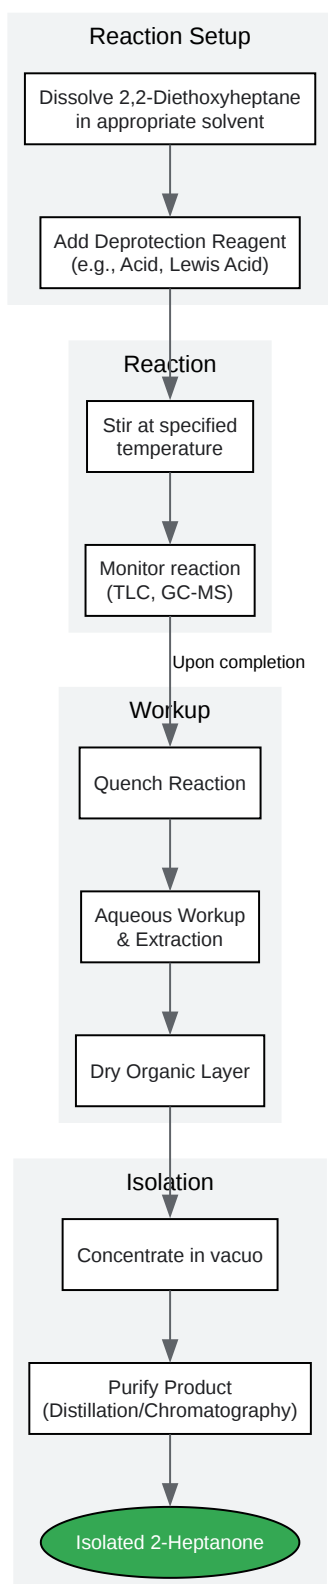 Reaction Setup
Dissolve 2,2-Diethoxyheptane
in appropriate solvent
Add Deprotection Reagent
(e.g., Acid, Lewis Acid)
Reaction
Stir at specified
temperature
Monitor reaction
(TLC, GC-MS)
Upon completion
Workup
Quench Reaction
Aqueous Workup
& Extraction
Dry Organic Layer
Isolation
Concentrate in vacuo
Purify Product
(Distillation/Chromatography)
Isolated 2-Heptanone